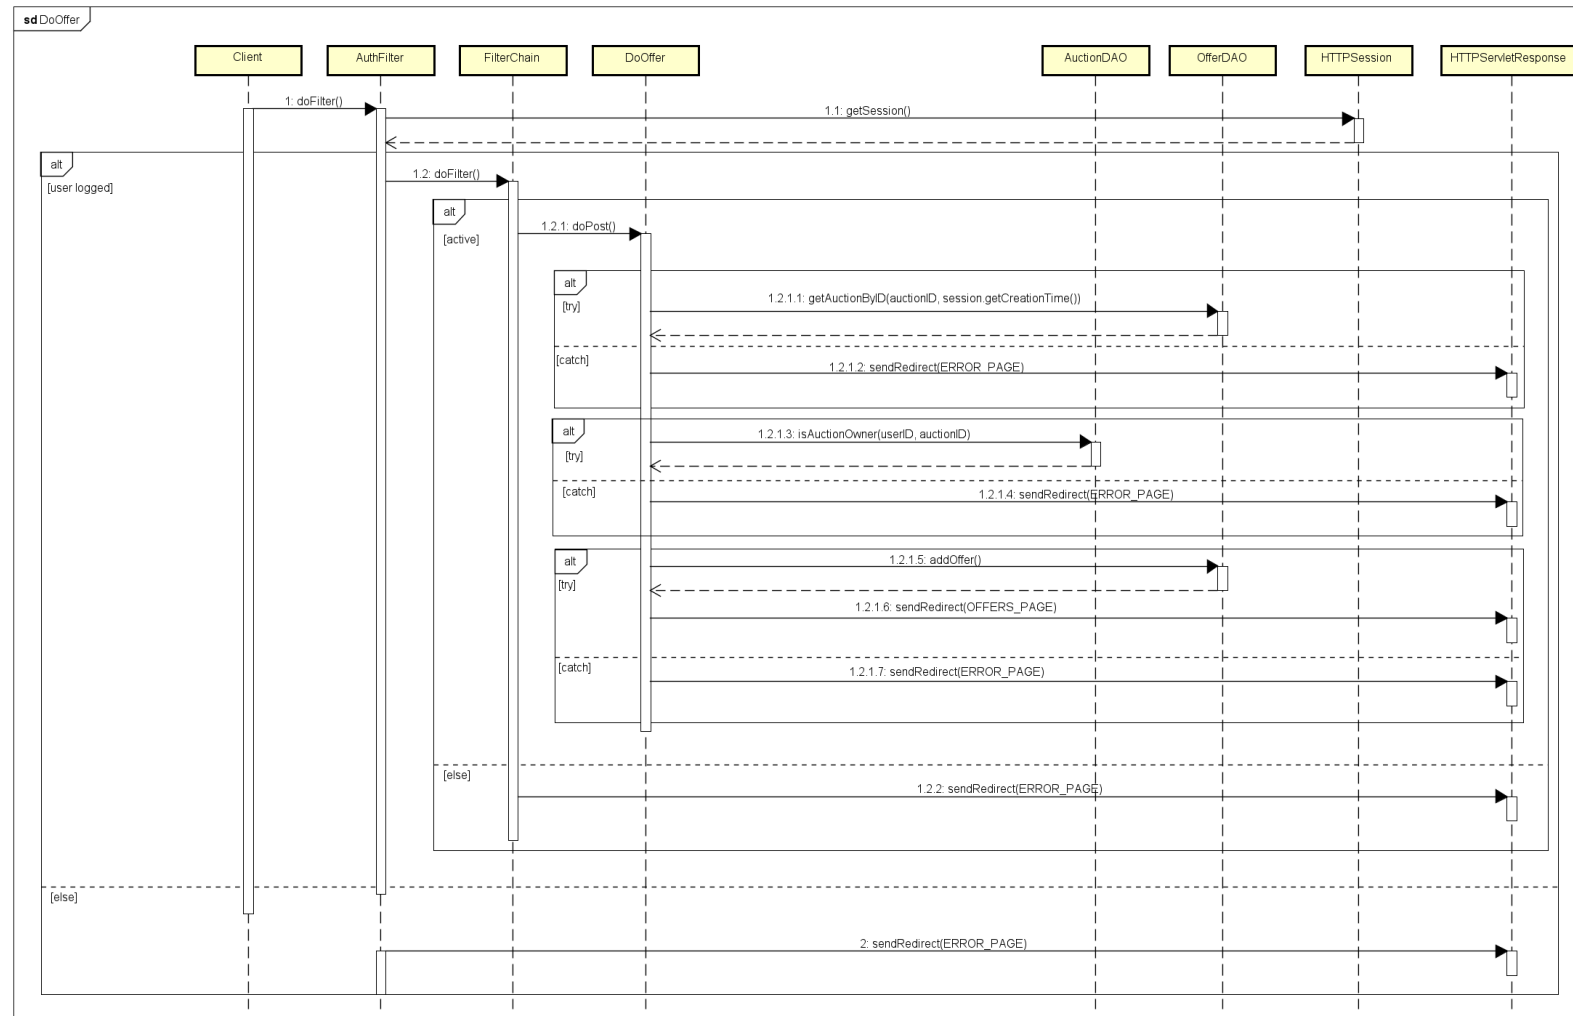 sd DoOffer
Client
AuthFilter
FilterChain
DoOffer
AuctionDAO
OfferDAO
HTTPSession
HTTPServletResponse
1: doFilter()
1.1: getSession()
alt
[user logged]
1.2: doFilter()
alt
[active]
1.2.1: doPost()
alt
[try]
1.2.1.1: getAuctionByID(auctionID, session.getCreationTime())
[catch]
1.2.1.2: sendRedirect(ERROR_PAGE)
alt
1.2.1.3: isAuctionOwner(userID, auctionID)
[try]
[catch]
1.2.1.4: sendRedirect(ERROR_PAGE)
alt
1.2.1.5: addOffer()
[try]
1.2.1.6: sendRedirect(OFFERS_PAGE)
[catch]
1.2.1.7: sendRedirect(ERROR_PAGE)
[else]
1.2.2: sendRedirect(ERROR_PAGE)
[else]
2: sendRedirect(ERROR_PAGE)